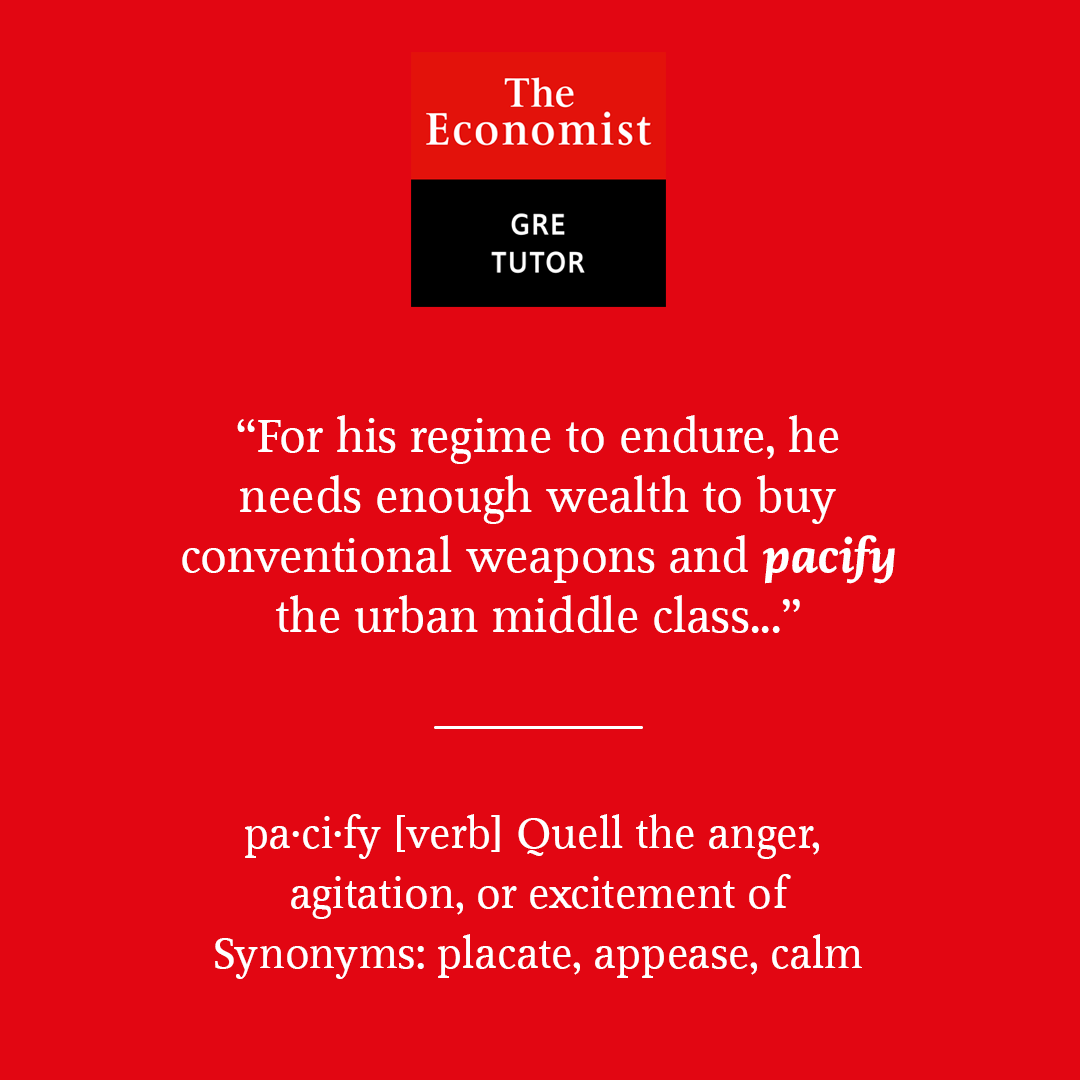 The
Economist
GRE
TUTOR
“For his regime to endure, he
needs enough wealth to buy
conventional weapons and pacify
the urban middle class...”
pa·ci·fy [verb] Quell the anger,
agitation, or excitement of
Synonyms: placate, appease, calm